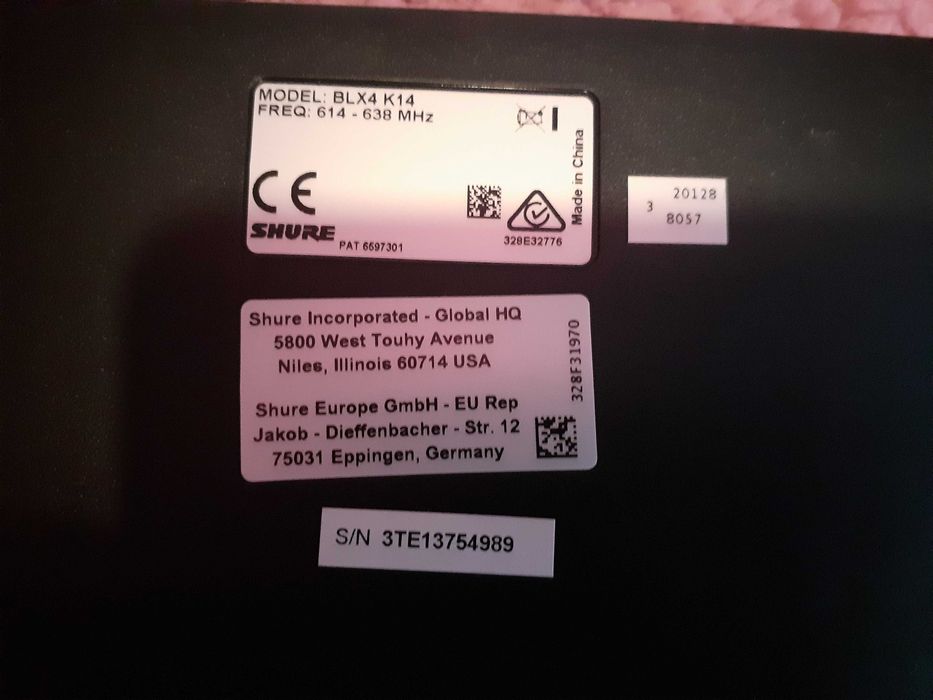 MODEL: BLX4 K14
FREQ: 614 - 638 MHz
Made in China
CE
SHURE
PAT 6597301
328E32776
20128
3
8057
Shure Incorporated - Global HQ
5800 West Touhy Avenue
Niles, Illinois 60714 USA
328F31970
Shure Europe GmbH - EU Rep
Jakob - Dieffenbacher - Str. 12
75031 Eppingen, Germany
S/N 3TE13754989